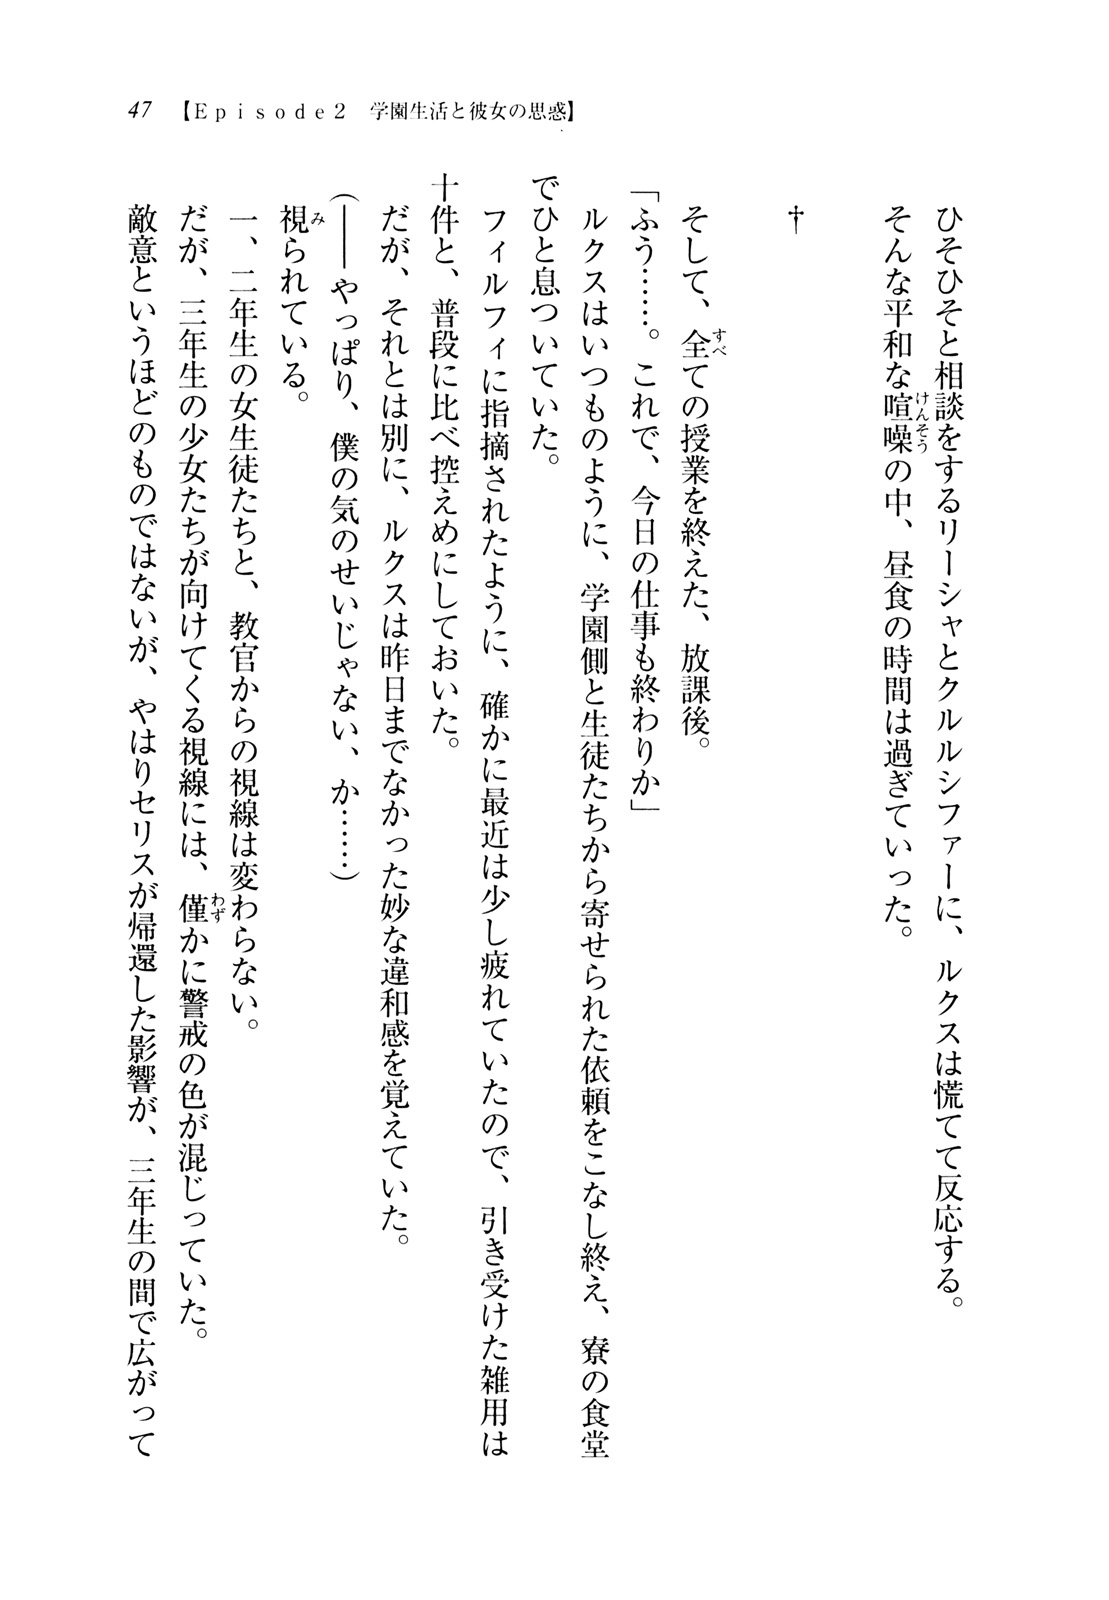 47 【Ｅｐｉｓｏｄｅ２　学園生活と彼女の思惑】
ひそひそと相談をするリーシャとクルルシファーに、ルクスは慌てて反応する。
そんな平和な喧噪の中、昼食の時間は過ぎていった。
†
そして、全ての授業を終えた、放課後。
「ふう……。これで、今日の仕事も終わりか」
ルクスはいつものように、学園側と生徒たちから寄せられた依頼をこなし終え、寮の食堂
でひと息ついていた。
フィルフィに指摘されたように、確かに最近は少し疲れていたので、引き受けた雑用は
十件と、普段に比べ控えめにしておいた。
だが、それとは別に、ルクスは昨日までなかった妙な違和感を覚えていた。
（――やっぱり、僕の気のせいじゃない、か……）
視られている。
一、二年生の女生徒たちと、教官からの視線は変わらない。
だが、三年生の少女たちが向けてくる視線には、僅かに警戒の色が混じっていた。
敵意というほどのものではないが、やはりセリスが帰還した影響が、三年生の間で広がって